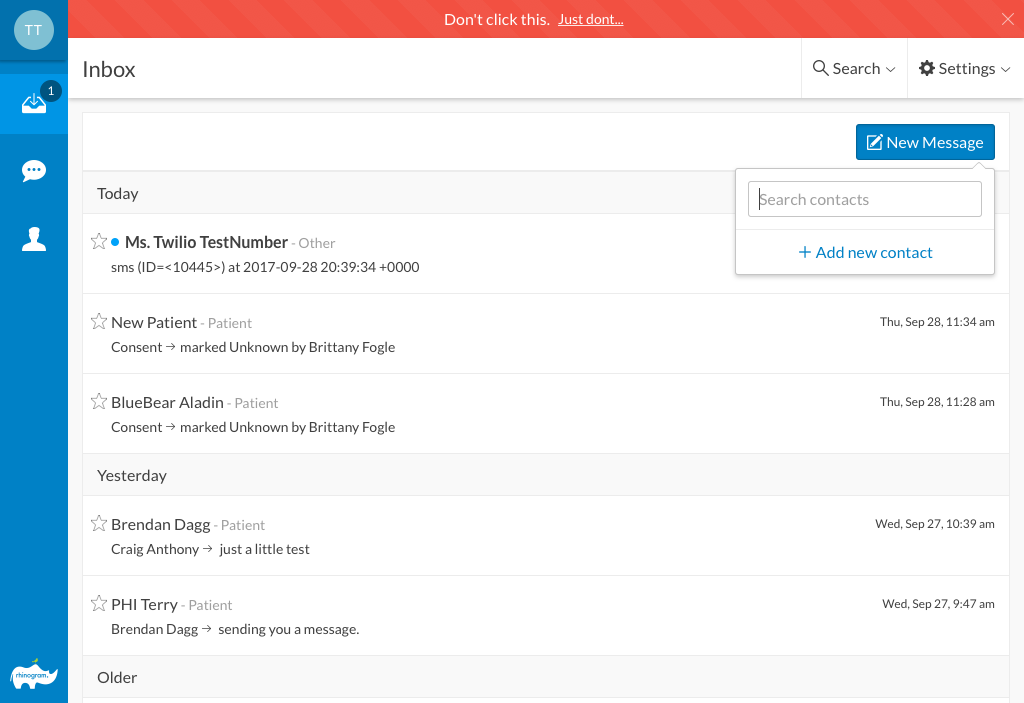 TT
Don't click this. Just dont...
1
Inbox
Search
Settings
New Message
Search contacts
+ Add new contact
Today
Ms. Twilio TestNumber - Other
sms (ID=<10445>) at 2017-09-28 20:39:34 +0000
New Patient - Patient
Thu, Sep 28, 11:34 am
Consent → marked Unknown by Brittany Fogle
BlueBear Aladin - Patient
Thu, Sep 28, 11:28 am
Consent → marked Unknown by Brittany Fogle
Yesterday
Brendan Dagg - Patient
Wed, Sep 27, 10:39 am
Craig Anthony → just a little test
PHI Terry - Patient
Wed, Sep 27, 9:47 am
Brendan Dagg → sending you a message.
Older
rhinogram